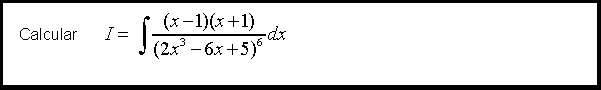 Calcular I = ∫ (x−1)(x+1) / (2x³ −6x+5)⁶ dx